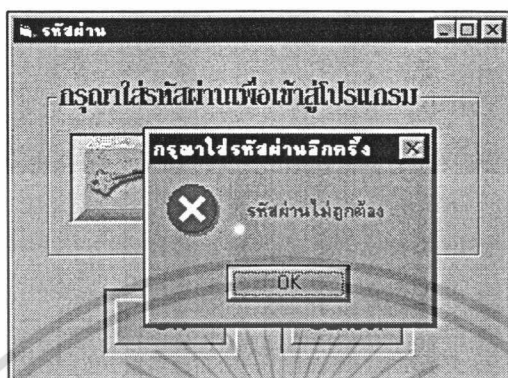 รหัสผ่าน
กรุณาใส่รหัสผ่านเพื่อเข้าสู่โปรแกรม
กรุณาใส่รหัสผ่านอีกครั้ง
รหัสผ่านไม่ถูกต้อง
OK